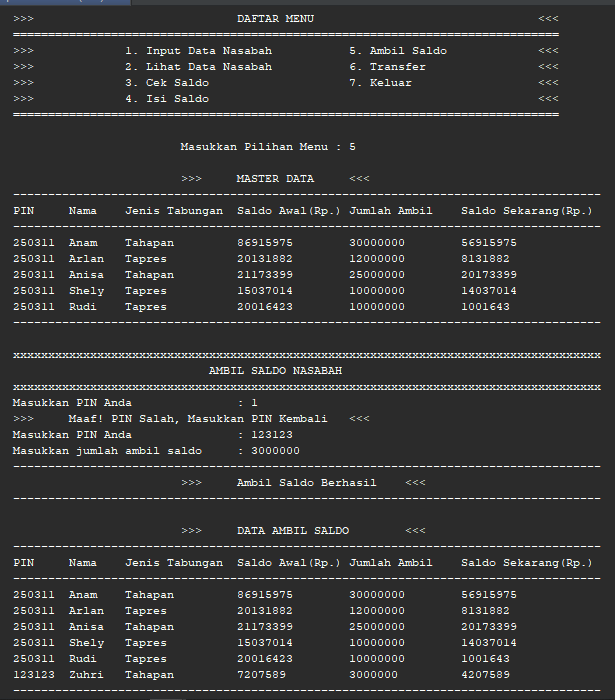 >>> DAFTAR MENU <<<
==============================================================================
>>> 1. Input Data Nasabah 5. Ambil Saldo <<<
>>> 2. Lihat Data Nasabah 6. Transfer <<<
>>> 3. Cek Saldo 7. Keluar <<<
>>> 4. Isi Saldo <<<
==============================================================================
Masukkan Pilihan Menu : 5
>>> MASTER DATA <<<
------------------------------------------------------------------------------------
PIN Nama Jenis Tabungan Saldo Awal(Rp.) Jumlah Ambil Saldo Sekarang(Rp.)
------------------------------------------------------------------------------------
250311 Anam Tahapan 86915975 30000000 56915975
250311 Arlan Tapres 20131882 12000000 8131882
250311 Anisa Tahapan 21173399 25000000 20173399
250311 Shely Tapres 15037014 10000000 14037014
250311 Rudi Tapres 20016423 10000000 1001643
------------------------------------------------------------------------------------
xxxxxxxxxxxxxxxxxxxxxxxxxxxxxxxxxxxxxxxxxxxxxxxxxxxxxxxxxxxxxxxxxxxxxxxxxxxxxxxxxxxx
AMBIL SALDO NASABAH
xxxxxxxxxxxxxxxxxxxxxxxxxxxxxxxxxxxxxxxxxxxxxxxxxxxxxxxxxxxxxxxxxxxxxxxxxxxxxxxxxxxx
Masukkan PIN Anda : 1
>>> Maaf! PIN Salah, Masukkan PIN Kembali <<<
Masukkan PIN Anda : 123123
Masukkan jumlah ambil saldo : 3000000
------------------------------------------------------------------------------------
>>> Ambil Saldo Berhasil <<<
------------------------------------------------------------------------------------
>>> DATA AMBIL SALDO <<<
------------------------------------------------------------------------------------
PIN Nama Jenis Tabungan Saldo Awal(Rp.) Jumlah Ambil Saldo Sekarang(Rp.)
------------------------------------------------------------------------------------
250311 Anam Tahapan 86915975 30000000 56915975
250311 Arlan Tapres 20131882 12000000 8131882
250311 Anisa Tahapan 21173399 25000000 20173399
250311 Shely Tapres 15037014 10000000 14037014
250311 Rudi Tapres 20016423 10000000 1001643
123123 Zuhri Tahapan 7207589 3000000 4207589
------------------------------------------------------------------------------------